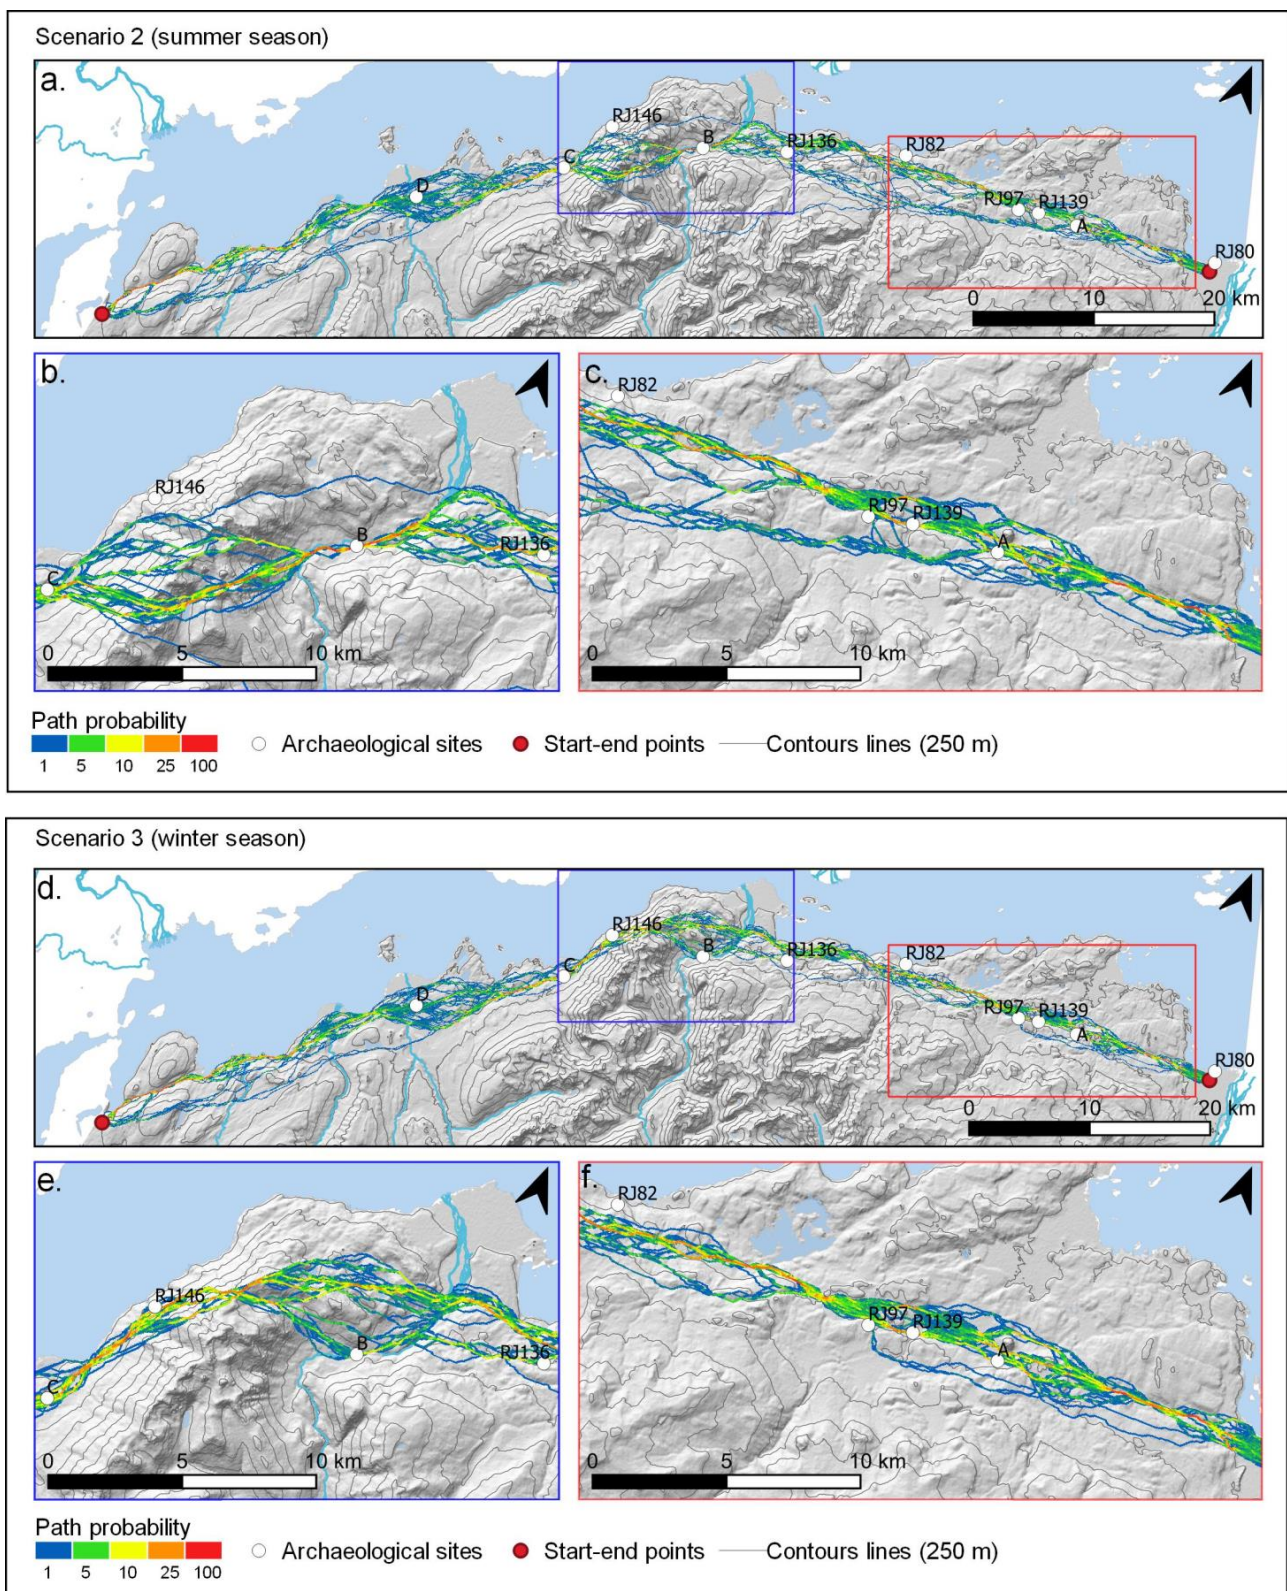 Scenario 2 (summer season)
a.
RJ146
B
RJ136
RJ82
C
D
RJ97
RJ139
A
RJ80
0 10 20 km
b.
RJ146
B
RJ136
C
0 5 10 km
c.
RJ82
RJ97
RJ139
A
0 5 10 km
Path probability
1 5 10 25 100
Archaeological sites
Start-end points
Contours lines (250 m)
Scenario 3 (winter season)
d.
RJ146
B
RJ136
RJ82
C
D
RJ97
RJ139
A
RJ80
0 10 20 km
e.
RJ146
B
RJ136
C
0 5 10 km
f.
RJ82
RJ97
RJ139
A
0 5 10 km
Path probability
1 5 10 25 100
Archaeological sites
Start-end points
Contours lines (250 m)